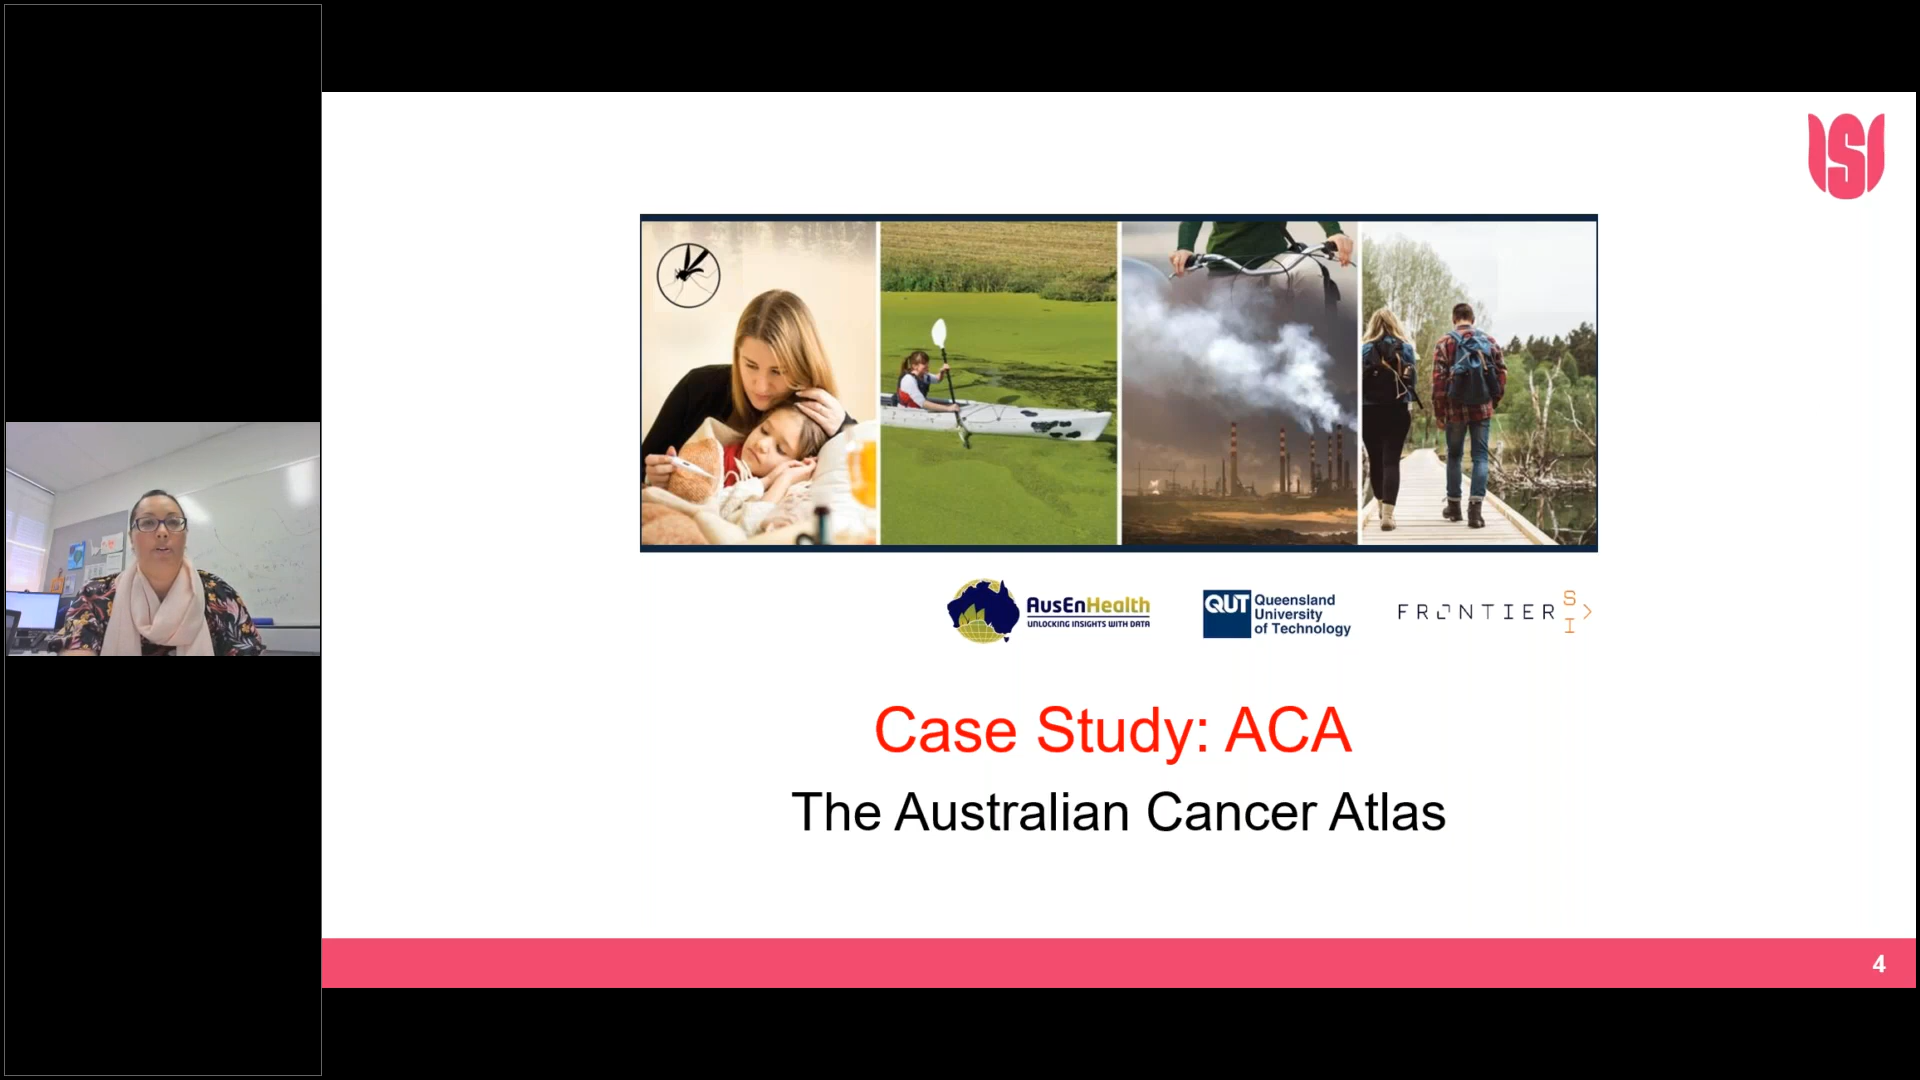 ISI
AusEnHealth
UNLOCKING INSIGHTS WITH DATA
QUT
Queensland
University
of Technology
FRONTIER SI
Case Study: ACA
The Australian Cancer Atlas
4